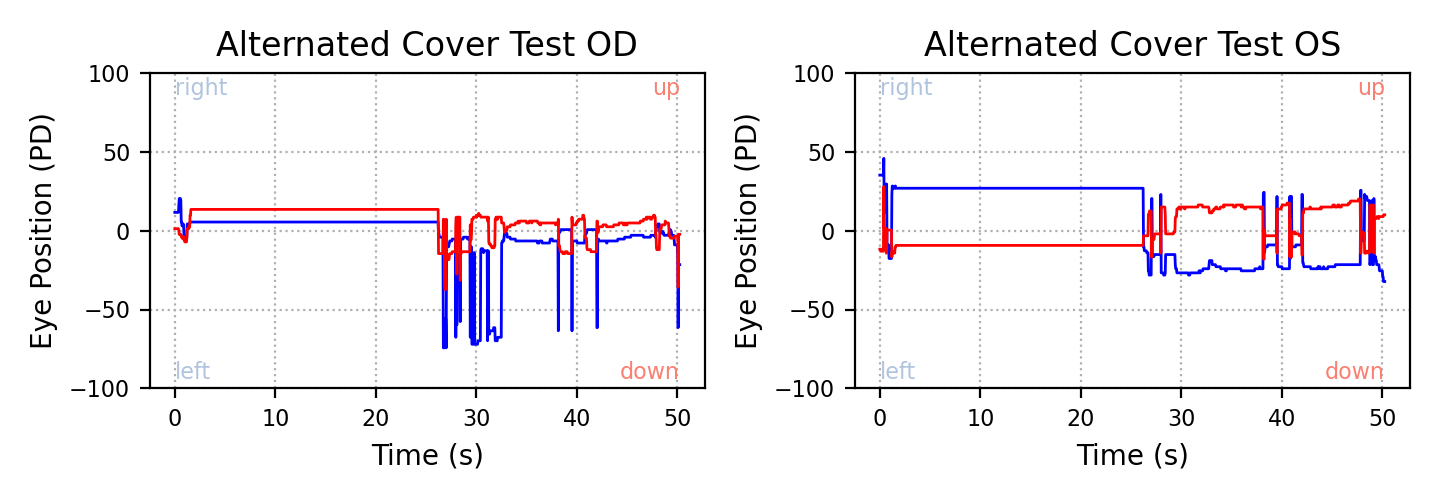 Alternated Cover Test OD
Eye Position (PD)
100
50
0
−50
−100
right
up
left
down
0 10 20 30 40 50
Time (s)
Alternated Cover Test OS
Eye Position (PD)
100
50
0
−50
−100
right
up
left
down
0 10 20 30 40 50
Time (s)